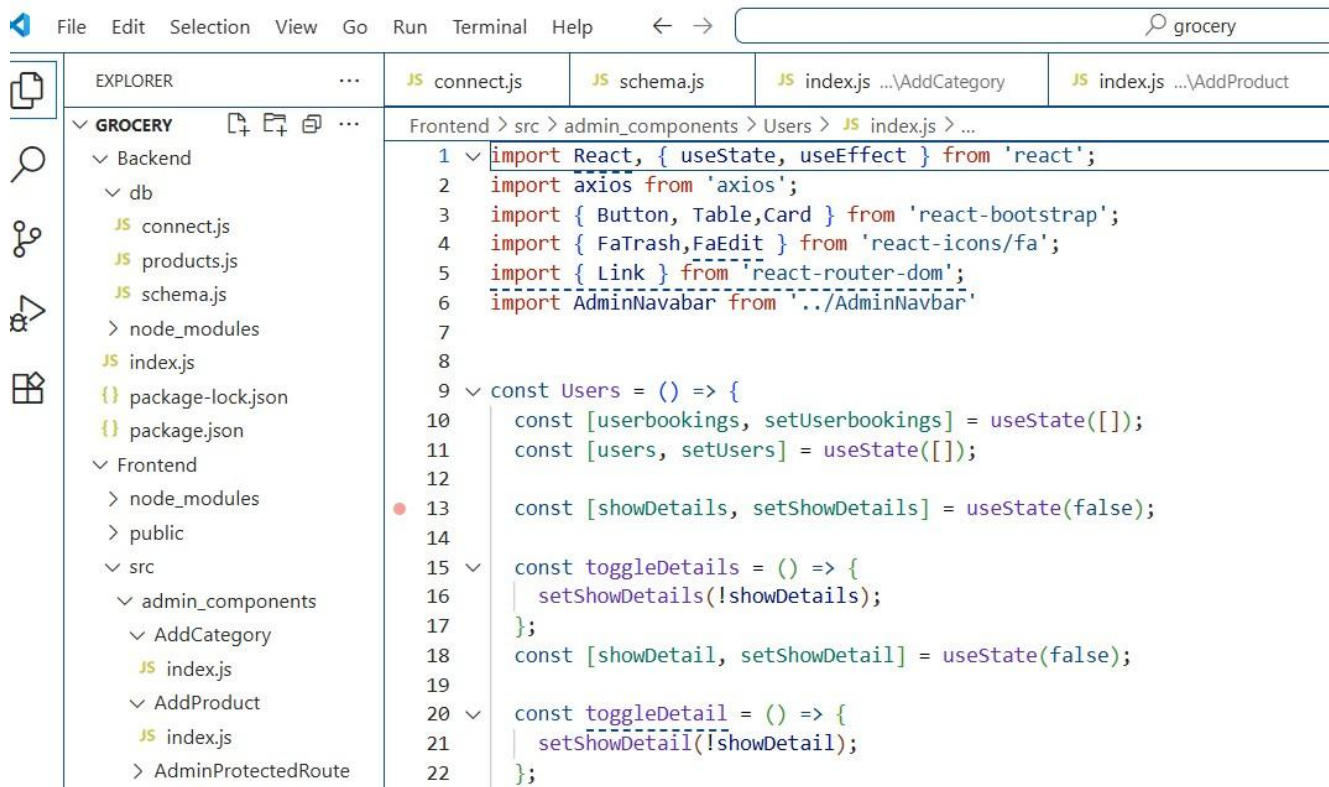 File Edit Selection View Go Run Terminal Help ← → grocery
EXPLORER ...
GROCERY ...
Backend
db
JS connect.js
JS products.js
JS schema.js
node_modules
JS index.js
{} package-lock.json
{} package.json
Frontend
node_modules
public
src
admin_components
AddCategory
JS index.js
AddProduct
JS index.js
AdminProtectedRoute
JS connect.js JS schema.js JS index.js ...\AddCategory JS index.js ...\AddProduct
Frontend > src > admin_components > Users > JS index.js > ...
1 import React, { useState, useEffect } from 'react';
2 import axios from 'axios';
3 import { Button, Table,Card } from 'react-bootstrap';
4 import { FaTrash,FaEdit } from 'react-icons/fa';
5 import { Link } from 'react-router-dom';
6 import AdminNavabar from '../AdminNavbar'
7
8
9 const Users = () => {
10 const [userbookings, setUserbookings] = useState([]);
11 const [users, setUsers] = useState([]);
12
13 const [showDetails, setShowDetails] = useState(false);
14
15 const toggleDetails = () => {
16 setShowDetails(!showDetails);
17 };
18 const [showDetail, setShowDetail] = useState(false);
19
20 const toggleDetail = () => {
21 setShowDetail(!showDetail);
22 };